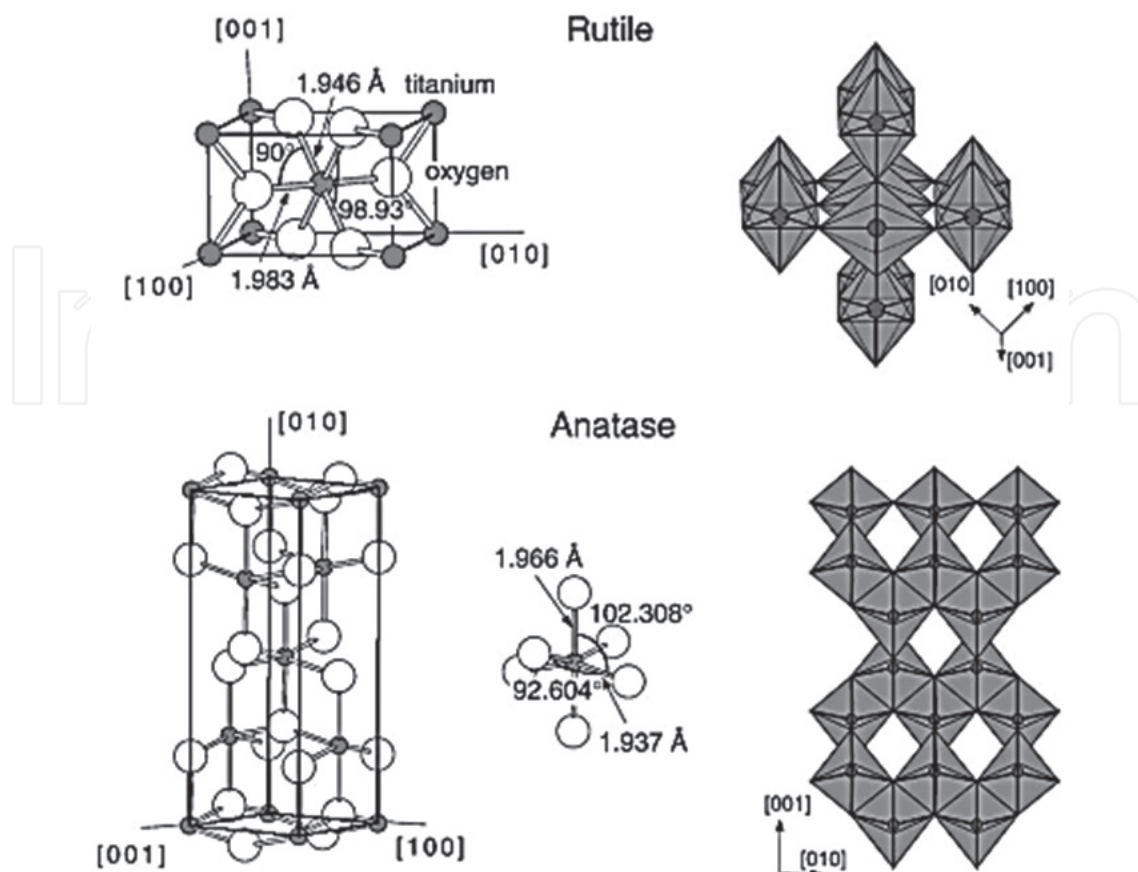 Rutile
[001]
1.946 Å titanium
90°
oxygen
98.93°
[010]
[100]
1.983 Å
[010] [100]
[001]
Anatase
[010]
1.966 Å
102.308°
92.604°
1.937 Å
[001]
[100]
[001]
[010]